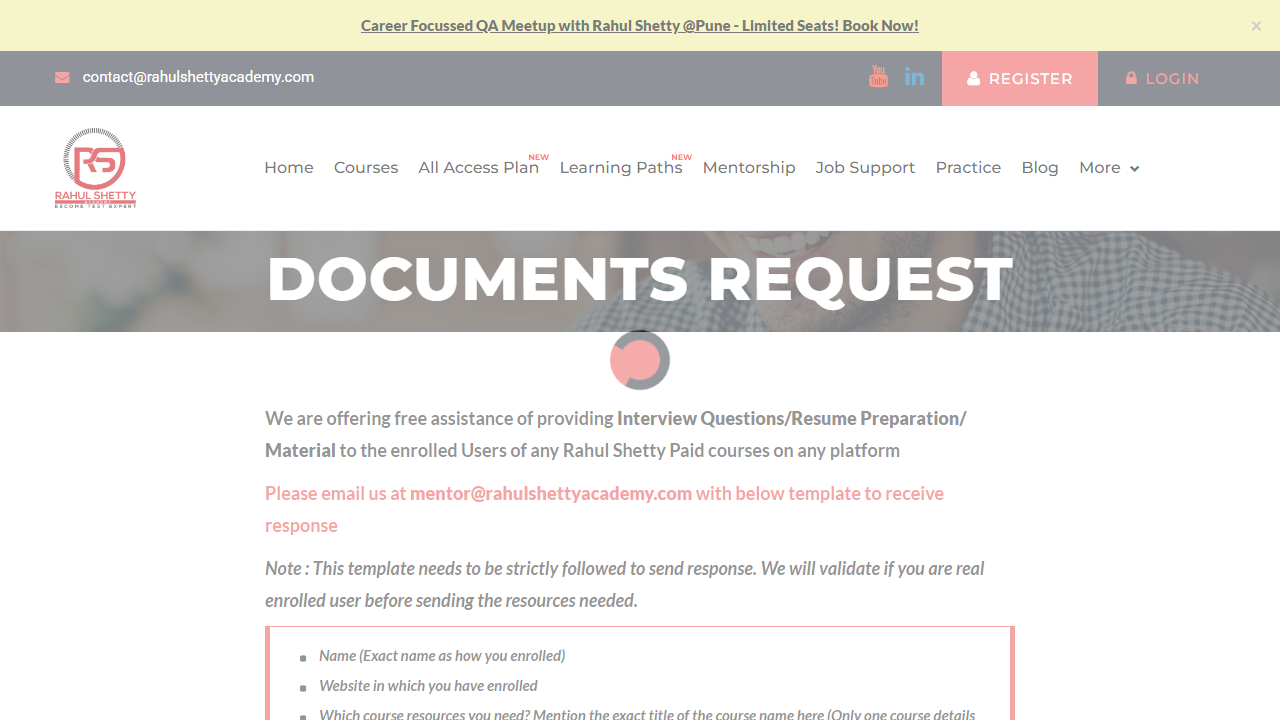 Career Focussed QA Meetup with Rahul Shetty @Pune - Limited Seats! Book Now!
×
contact@rahulshettyacademy.com
You
Tube
in
REGISTER
LOGIN
RS
RAHUL SHETTY
ACADEMY
BECOME TEST EXPERT
Home
Courses
All Access Plan
NEW
Learning Paths
NEW
Mentorship
Job Support
Practice
Blog
More
DOCUMENTS REQUEST
We are offering free assistance of providing Interview Questions/Resume Preparation/
Material to the enrolled Users of any Rahul Shetty Paid courses on any platform
Please email us at mentor@rahulshettyacademy.com with below template to receive
response
Note : This template needs to be strictly followed to send response. We will validate if you are real
enrolled user before sending the resources needed.
Name (Exact name as how you enrolled)
Website in which you have enrolled
Which course resources you need? Mention the exact title of the course name here (Only one course details